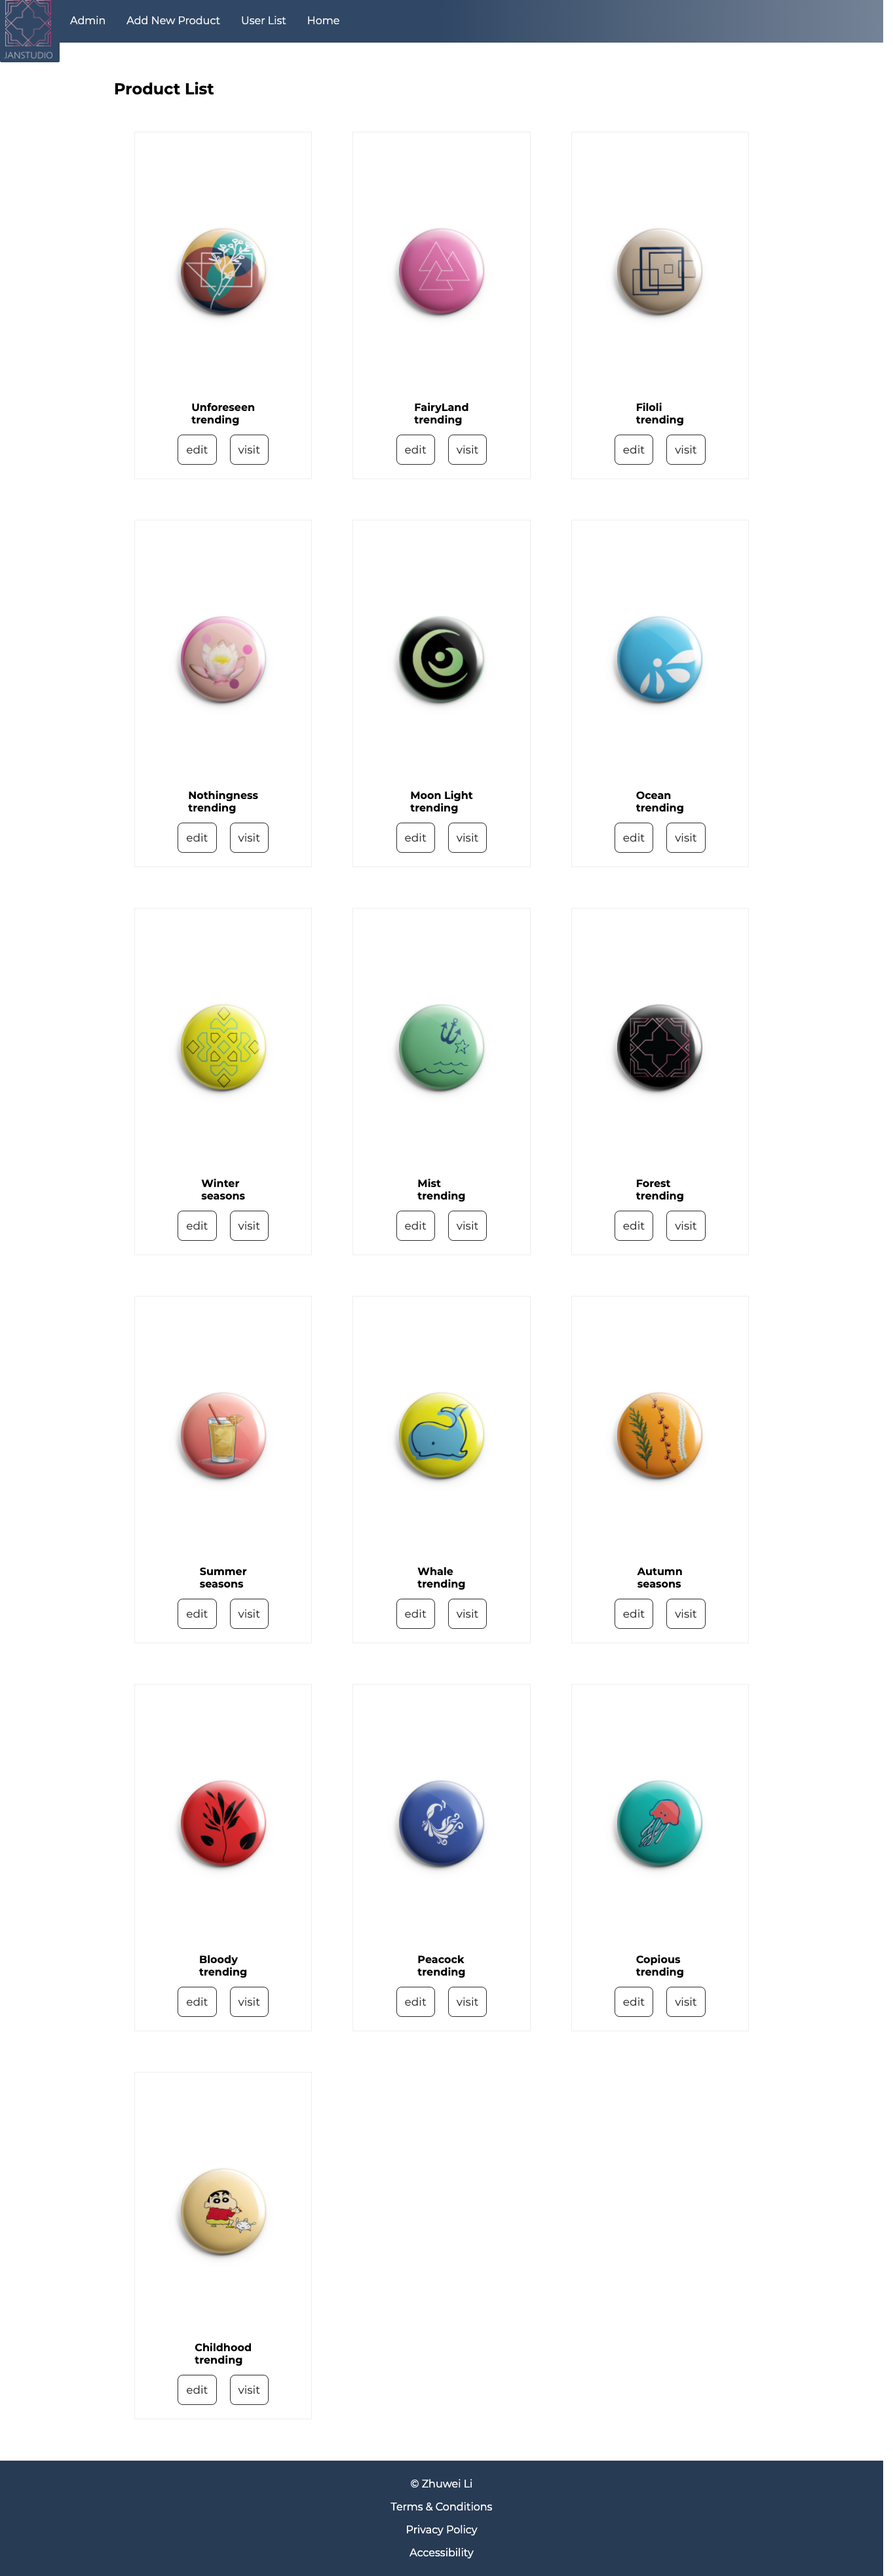 JANSTUDIO
Admin Add New Product User List Home
Product List
Unforeseen
trending
edit visit
FairyLand
trending
edit visit
Filoli
trending
edit visit
Nothingness
trending
edit visit
Moon Light
trending
edit visit
Ocean
trending
edit visit
Winter
seasons
edit visit
Mist
trending
edit visit
Forest
trending
edit visit
Summer
seasons
edit visit
Whale
trending
edit visit
Autumn
seasons
edit visit
Bloody
trending
edit visit
Peacock
trending
edit visit
Copious
trending
edit visit
Childhood
trending
edit visit
© Zhuwei Li
Terms & Conditions
Privacy Policy
Accessibility